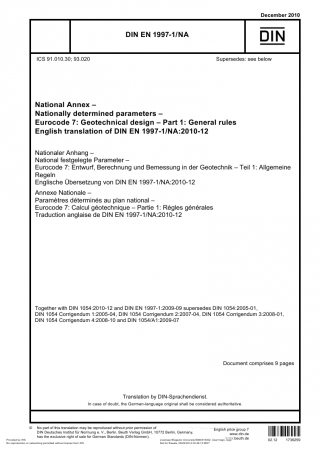 December 2010
DIN EN 1997-1/NA
DIN
ICS 91.010.30; 93.020
Supersedes: see below
National Annex –
Nationally determined parameters –
Eurocode 7: Geotechnical design – Part 1: General rules
English translation of DIN EN 1997-1/NA:2010-12
Nationaler Anhang –
National festgelegte Parameter –
Eurocode 7: Entwurf, Berechnung und Bemessung in der Geotechnik – Teil 1: Allgemeine
Regeln
Englische Übersetzung von DIN EN 1997-1/NA:2010-12
Annexe Nationale –
Paramètres déterminés au plan national –
Eurocode 7: Calcul géotechnique – Partie 1: Règles générales
Traduction anglaise de DIN EN 1997-1/NA:2010-12
Together with DIN 1054:2010-12 and DIN EN 1997-1:2009-09 supersedes DIN 1054:2005-01,
DIN 1054 Corrigendum 1:2005-04, DIN 1054 Corrigendum 2:2007-04, DIN 1054 Corrigendum 3:2008-01,
DIN 1054 Corrigendum 4:2008-10 and DIN 1054/A1:2009-07
Document comprises 9 pages
Translation by DIN-Sprachendienst.
In case of doubt, the German-language original shall be considered authoritative.
© No part of this translation may be reproduced without prior permission of
DIN Deutsches Institut für Normung e. V., Berlin. Beuth Verlag GmbH, 10772 Berlin, Germany,
has the exclusive right of sale for German Standards (DIN-Normen).
English price group 7
www.din.de